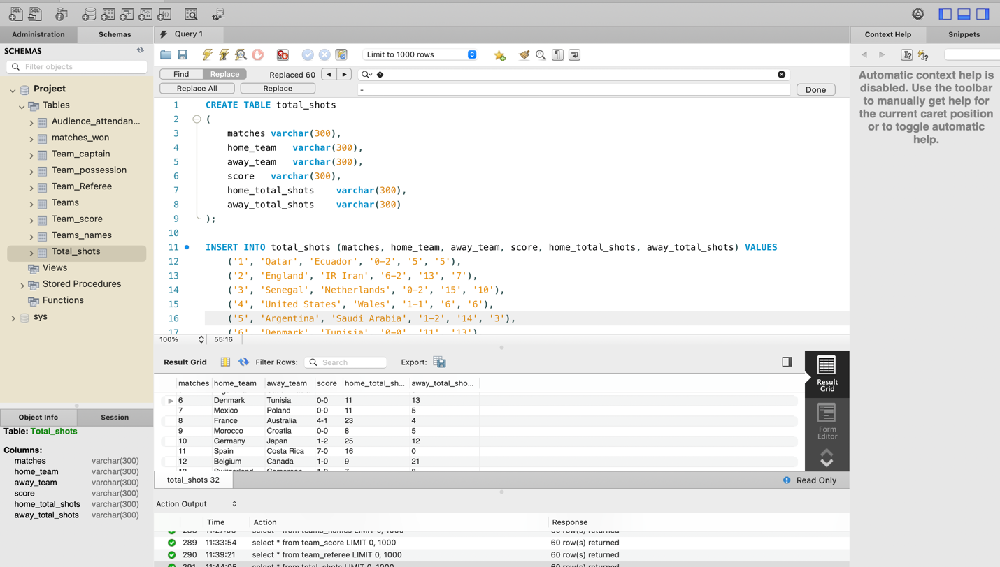 Administration Schemas Query 1 Context Help Snippets
SCHEMAS
Filter objects
Project
Tables
Audience_attendan...
matches_won
Team_captain
Team_possession
Team_Referee
Teams
Team_score
Teams_names
Total_shots
Views
Stored Procedures
Functions
sys
Object Info Session
Table: Total_shots
Columns:
matches varchar(300)
home_team varchar(300)
away_team varchar(300)
score varchar(300)
home_total_shots varchar(300)
away_total_shots varchar(300)
Limit to 1000 rows
Find Replace Replaced 60 �
Replace All Replace - Done
1 CREATE TABLE total_shots
2 (
3 matches varchar(300),
4 home_team varchar(300),
5 away_team varchar(300),
6 score varchar(300),
7 home_total_shots varchar(300),
8 away_total_shots varchar(300)
9 );
10
11 INSERT INTO total_shots (matches, home_team, away_team, score, home_total_shots, away_total_shots) VALUES
12 ('1', 'Qatar', 'Ecuador', '0-2', '5', '5'),
13 ('2', 'England', 'IR Iran', '6-2', '13', '7'),
14 ('3', 'Senegal', 'Netherlands', '0-2', '15', '10'),
15 ('4', 'United States', 'Wales', '1-1', '6', '6'),
16 ('5', 'Argentina', 'Saudi Arabia', '1-2', '14', '3'),
17 ('6', 'Denmark', 'Tunisia', '0-0', '11', '13'),
100% 55:16
Result Grid Filter Rows: Search Export:
matches home_team away_team score home_total_sh... away_total_sho...
6 Denmark Tunisia 0-0 11 13
7 Mexico Poland 0-0 11 5
8 France Australia 4-1 23 4
9 Morocco Croatia 0-0 8 5
10 Germany Japan 1-2 25 12
11 Spain Costa Rica 7-0 16 0
12 Belgium Canada 1-0 9 21
13 Switzerland Cameroon 1-0 7 8
Result
Grid
Form
Editor
total_shots 32 Read Only
Action Output
Time Action Response
select * from teams_names LIMIT 0, 1000 60 row(s) returned
289 11:33:54 select * from team_score LIMIT 0, 1000 60 row(s) returned
290 11:39:21 select * from team_referee LIMIT 0, 1000 60 row(s) returned
291 11:44:05 select * from total_shots LIMIT 0, 1000 60 row(s) returned
Automatic context help is
disabled. Use the toolbar
to manually get help for
the current caret position
or to toggle automatic
help.